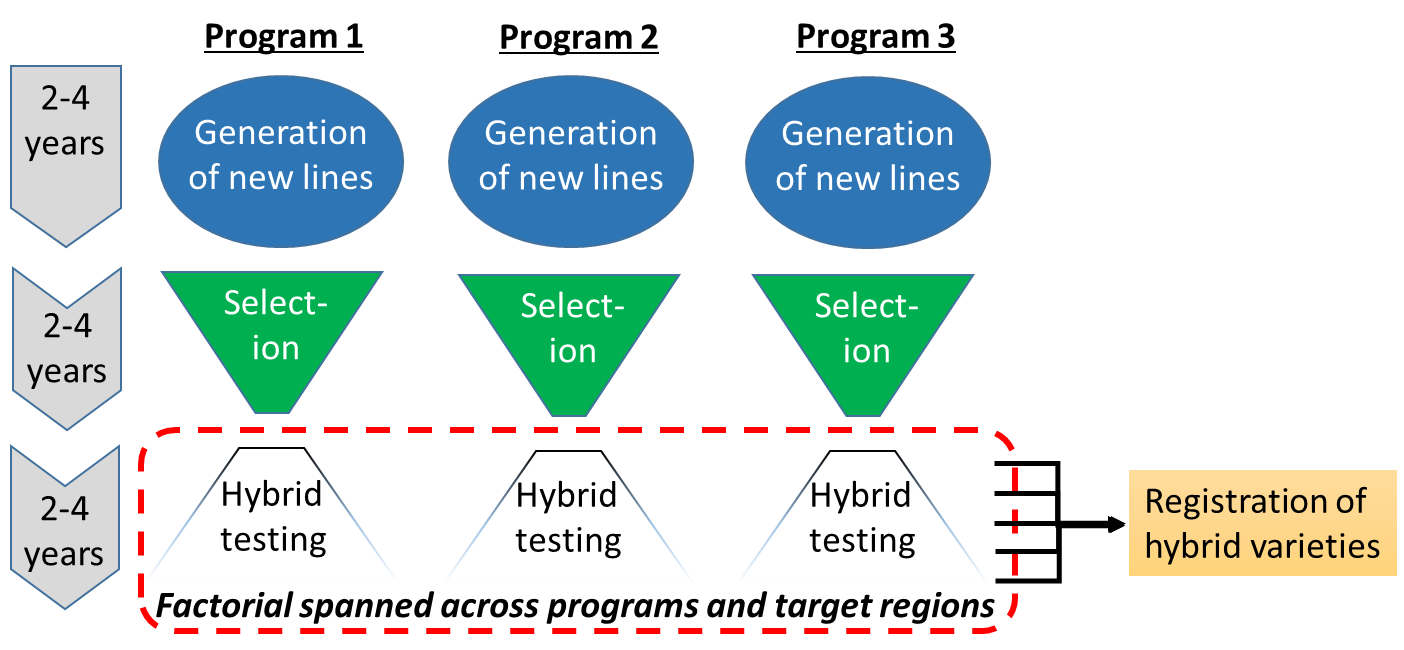 Program 1
Program 2
Program 3
2-4
years
Generation
of new lines
Generation
of new lines
Generation
of new lines
2-4
years
Select-
ion
Select-
ion
Select-
ion
2-4
years
Hybrid
testing
Hybrid
testing
Hybrid
testing
Factorial spanned across programs and target regions
Registration of
hybrid varieties